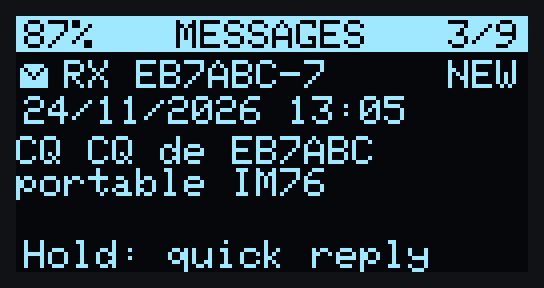 87% MESSAGES 3/9
RX EB7ABC-7 NEW
24/11/2026 13:05
CQ CQ de EB7ABC
portable IM76
Hold: quick reply